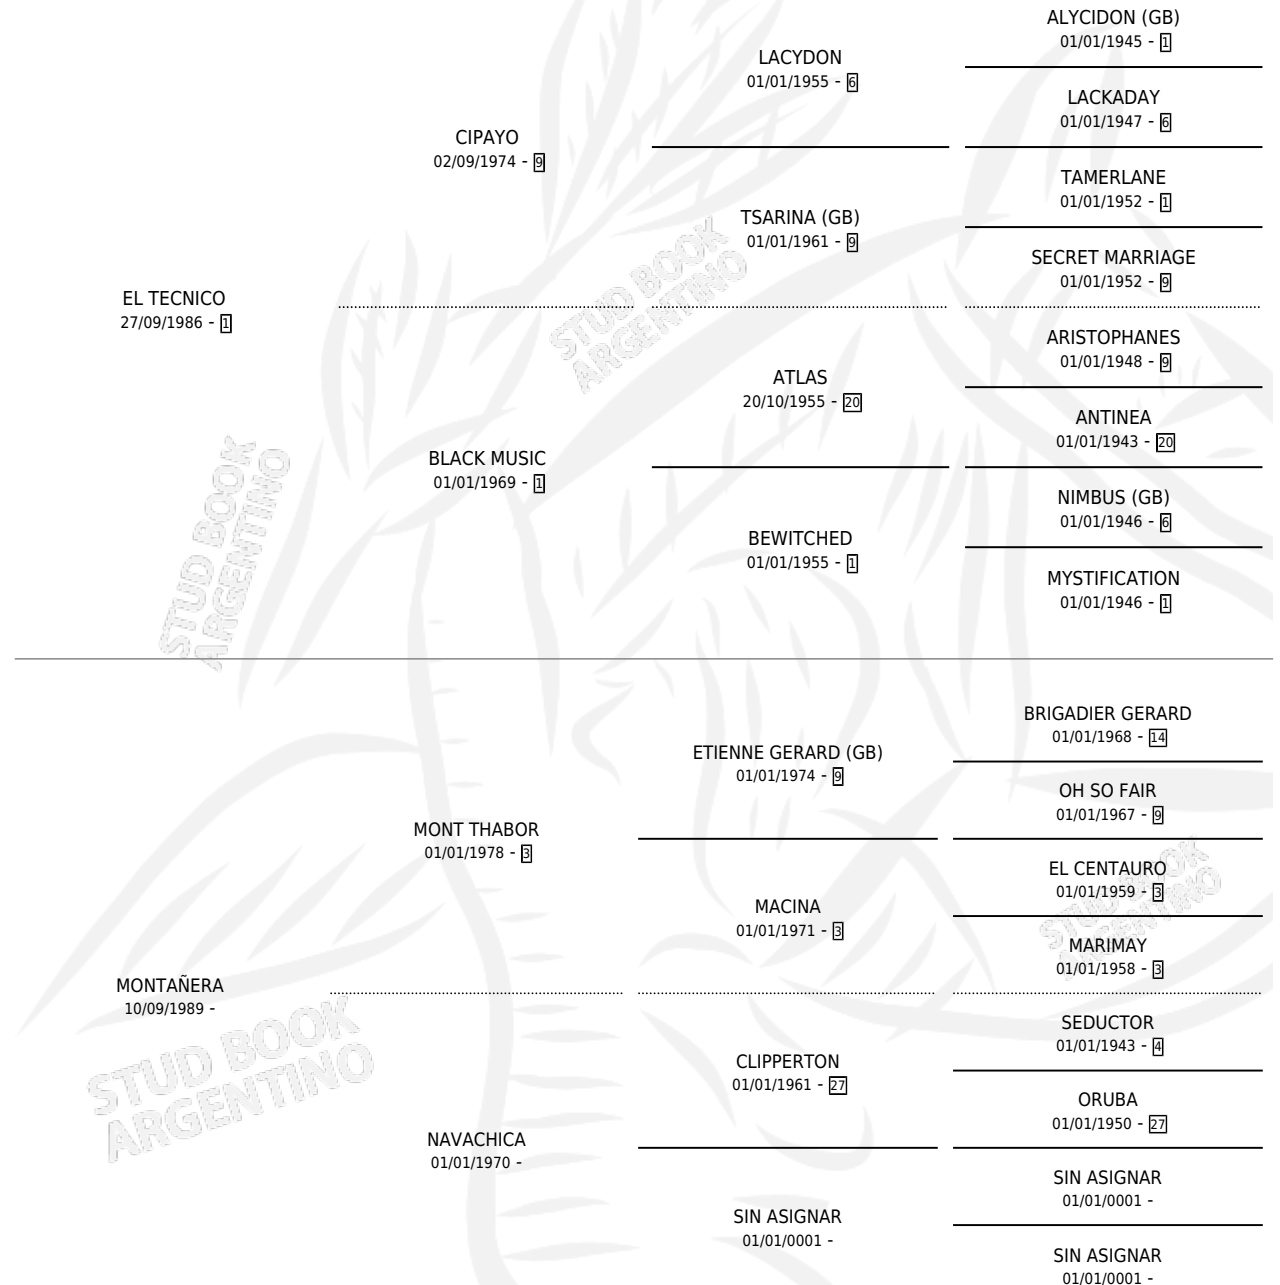 ALYCIDON (GB)
01/01/1945 - 1
LACYDON
01/01/1955 - 6
LACKADAY
01/01/1947 - 6
CIPAYO
02/09/1974 - 9
TAMERLANE
01/01/1952 - 1
TSARINA (GB)
01/01/1961 - 9
SECRET MARRIAGE
01/01/1952 - 9
EL TECNICO
27/09/1986 - 1
ARISTOPHANES
01/01/1948 - 9
ATLAS
20/10/1955 - 20
ANTINEA
01/01/1943 - 20
BLACK MUSIC
01/01/1969 - 1
NIMBUS (GB)
01/01/1946 - 6
BEWITCHED
01/01/1955 - 1
MYSTIFICATION
01/01/1946 - 1
BRIGADIER GERARD
01/01/1968 - 14
ETIENNE GERARD (GB)
01/01/1974 - 9
OH SO FAIR
01/01/1967 - 9
MONT THABOR
01/01/1978 - 3
EL CENTAURO
01/01/1959 - 3
MACINA
01/01/1971 - 3
MARIMAY
01/01/1958 - 3
MONTAÑERA
10/09/1989 -
SEDUCTOR
01/01/1943 - 4
CLIPPERTON
01/01/1961 - 27
ORUBA
01/01/1950 - 27
NAVACHICA
01/01/1970 -
SIN ASIGNAR
01/01/0001 -
SIN ASIGNAR
01/01/0001 -
SIN ASIGNAR
01/01/0001 -
STUD BOOK
ARGENTINO
STUD BOOK
ARGENTINO
STUD BOOK
ARGENTINO
STUD BOOK
ARGENTINO